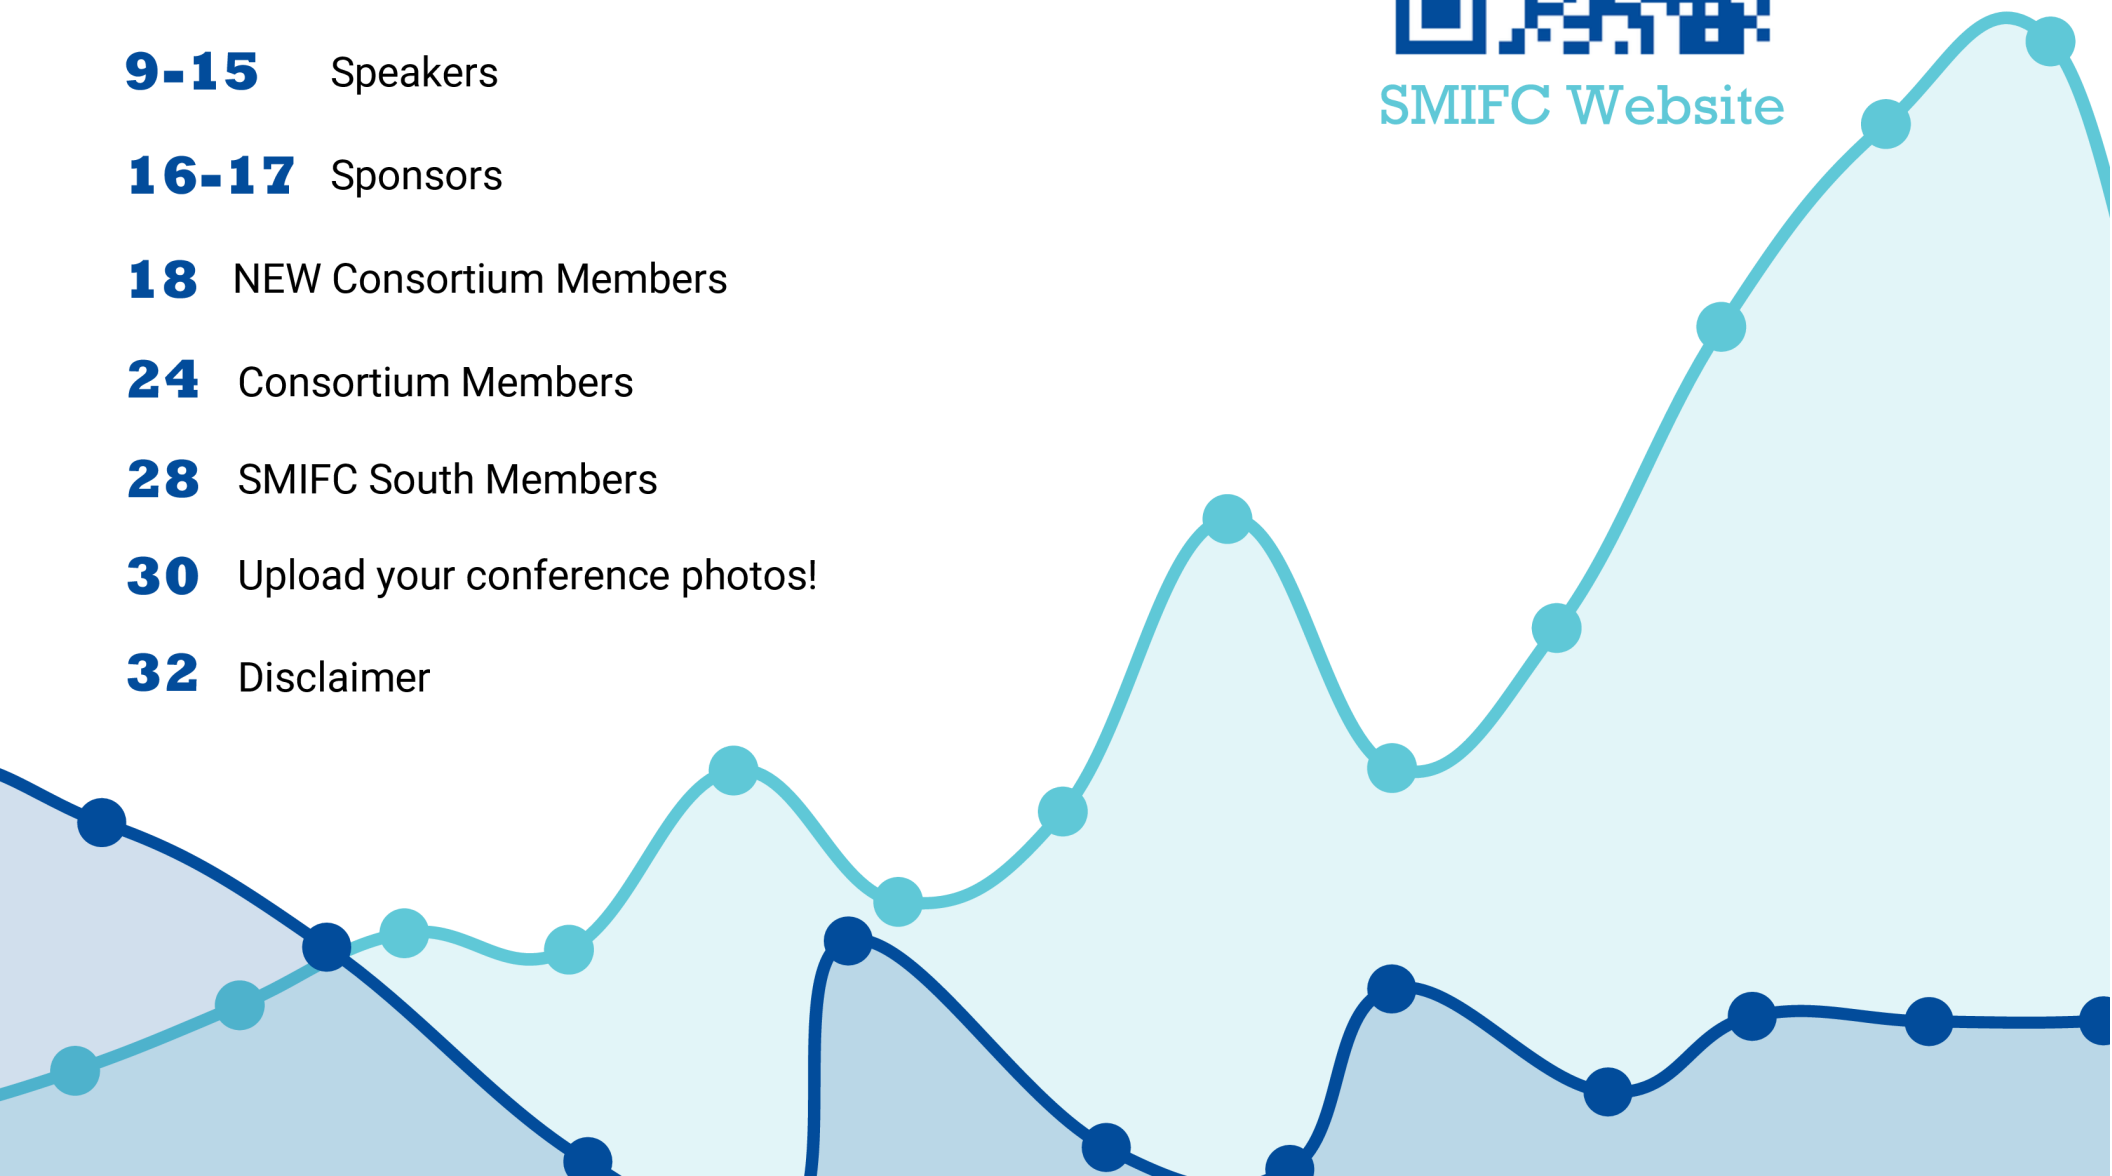 9-15 Speakers
16-17 Sponsors
18 NEW Consortium Members
24 Consortium Members
28 SMIFC South Members
30 Upload your conference photos!
32 Disclaimer
SMIFC Website